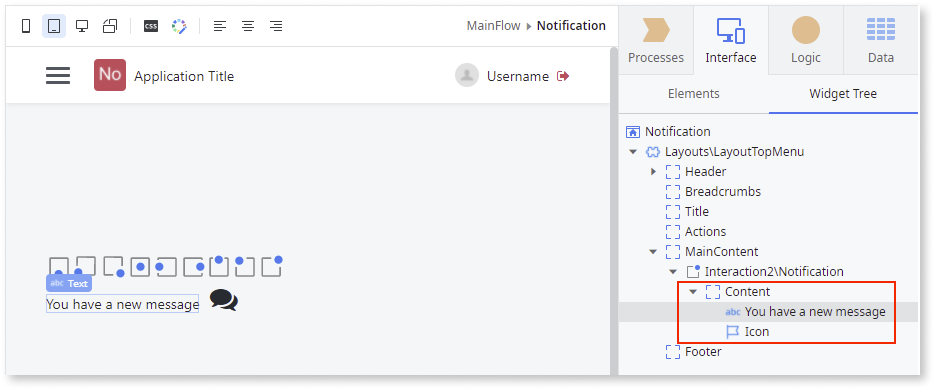 css
MainFlow ▸ Notification
No Application Title
Username
abc Text
You have a new message
Processes
Interface
Logic
Data
Elements
Widget Tree
Notification
Layouts\LayoutTopMenu
Header
Breadcrumbs
Title
Actions
MainContent
Interaction2\Notification
Content
abc You have a new message
Icon
Footer